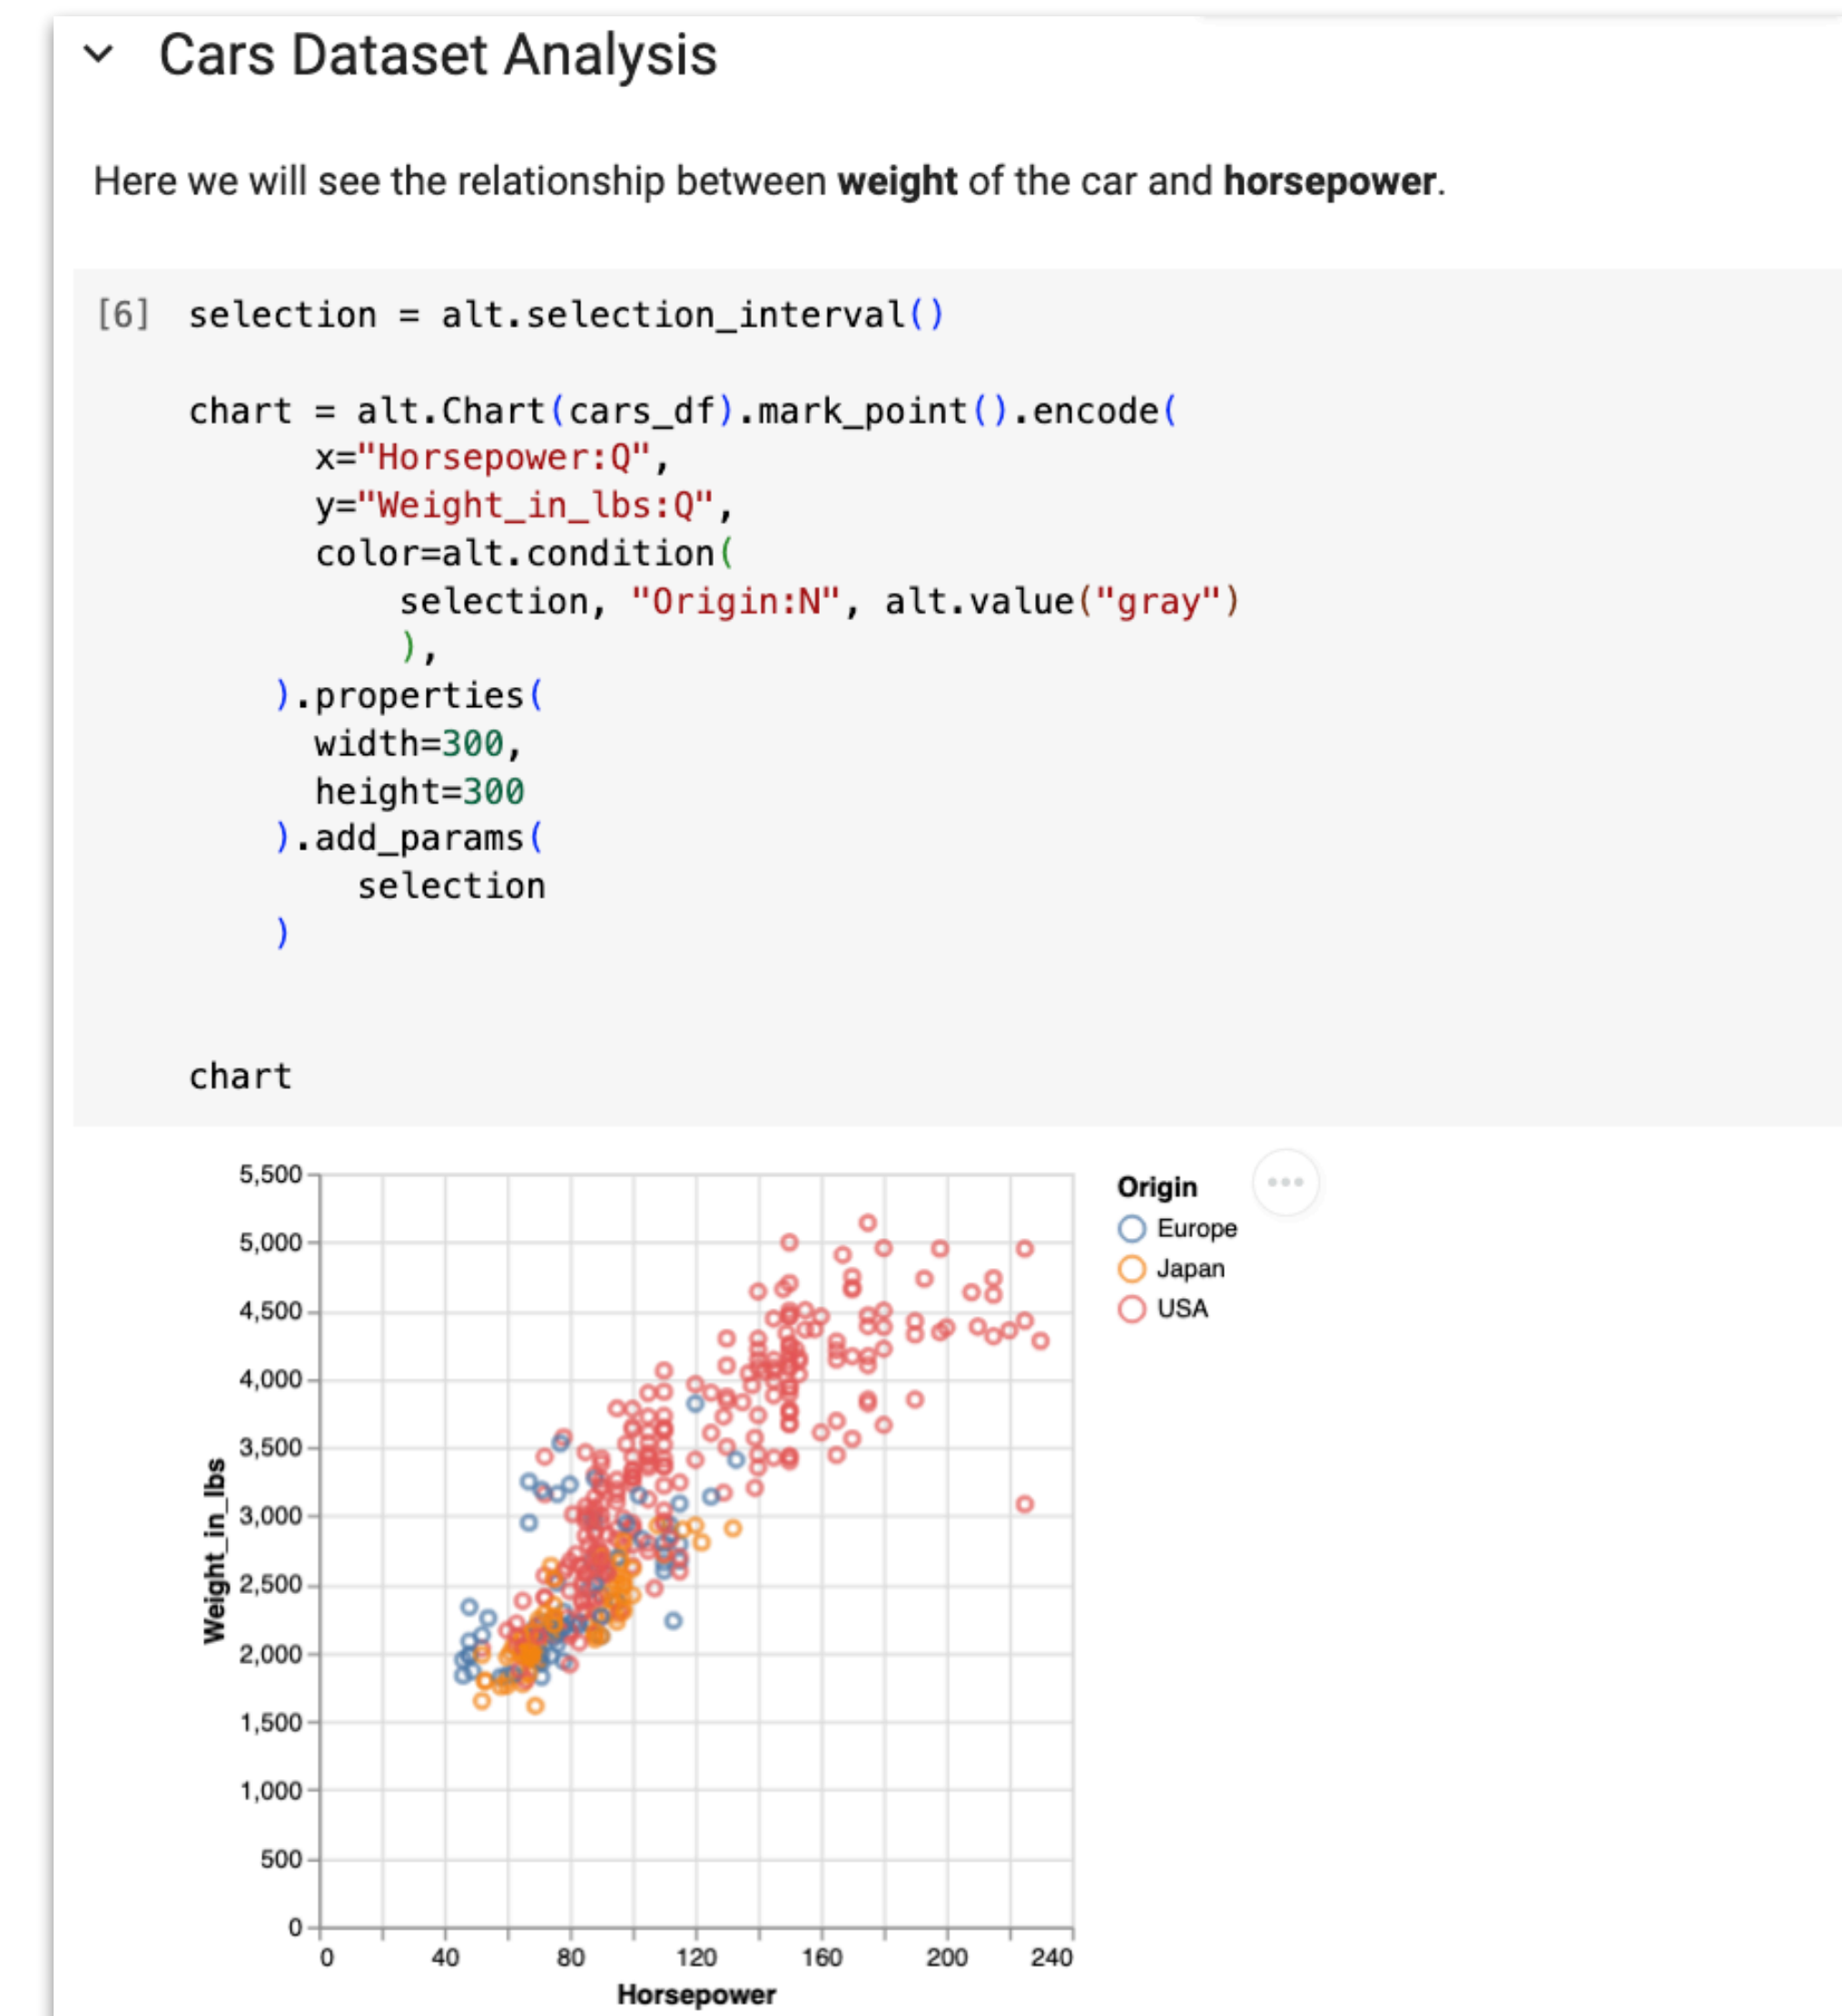 Cars Dataset Analysis
Here we will see the relationship between weight of the car and horsepower.
[6] selection = alt.selection_interval()
chart = alt.Chart(cars_df).mark_point().encode(
x="Horsepower:Q",
y="Weight_in_lbs:Q",
color=alt.condition(
selection, "Origin:N", alt.value("gray")
),
).properties(
width=300,
height=300
).add_params(
selection
)
chart
5,500
5,000
4,500
4,000
3,500
3,000
2,500
2,000
1,500
1,000
500
0
Weight_in_lbs
0 40 80 120 160 200 240
Horsepower
Origin
Europe
Japan
USA